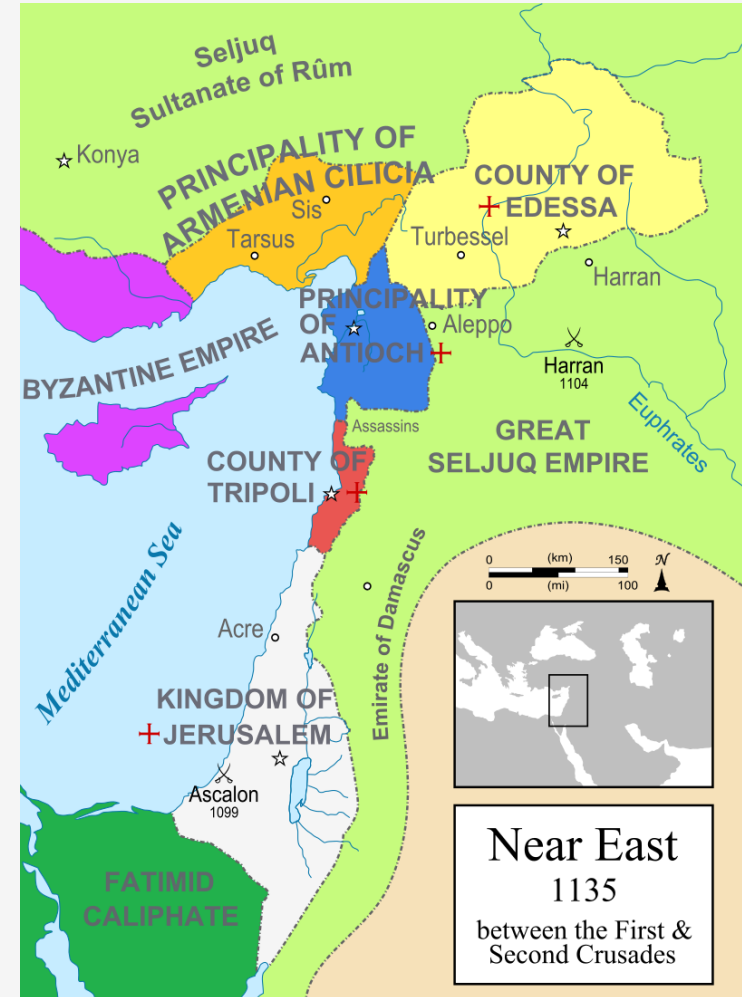 Seljuq
Sultanate of Rûm
Konya
PRINCIPALITY OF
ARMENIAN CILICIA
Sis
Tarsus
COUNTY OF
EDESSA
Turbessel
Harran
PRINCIPALITY
OF
ANTIOCH
Aleppo
Harran
1104
BYZANTINE EMPIRE
Euphrates
Assassins
GREAT
SELJUQ EMPIRE
COUNTY OF
TRIPOLI
Mediterranean Sea
Emirate of Damascus
0 (km) 150
0 (mi) 100
N
Acre
KINGDOM OF
JERUSALEM
Ascalon
1099
FATIMID
CALIPHATE
Near East
1135
between the First &
Second Crusades